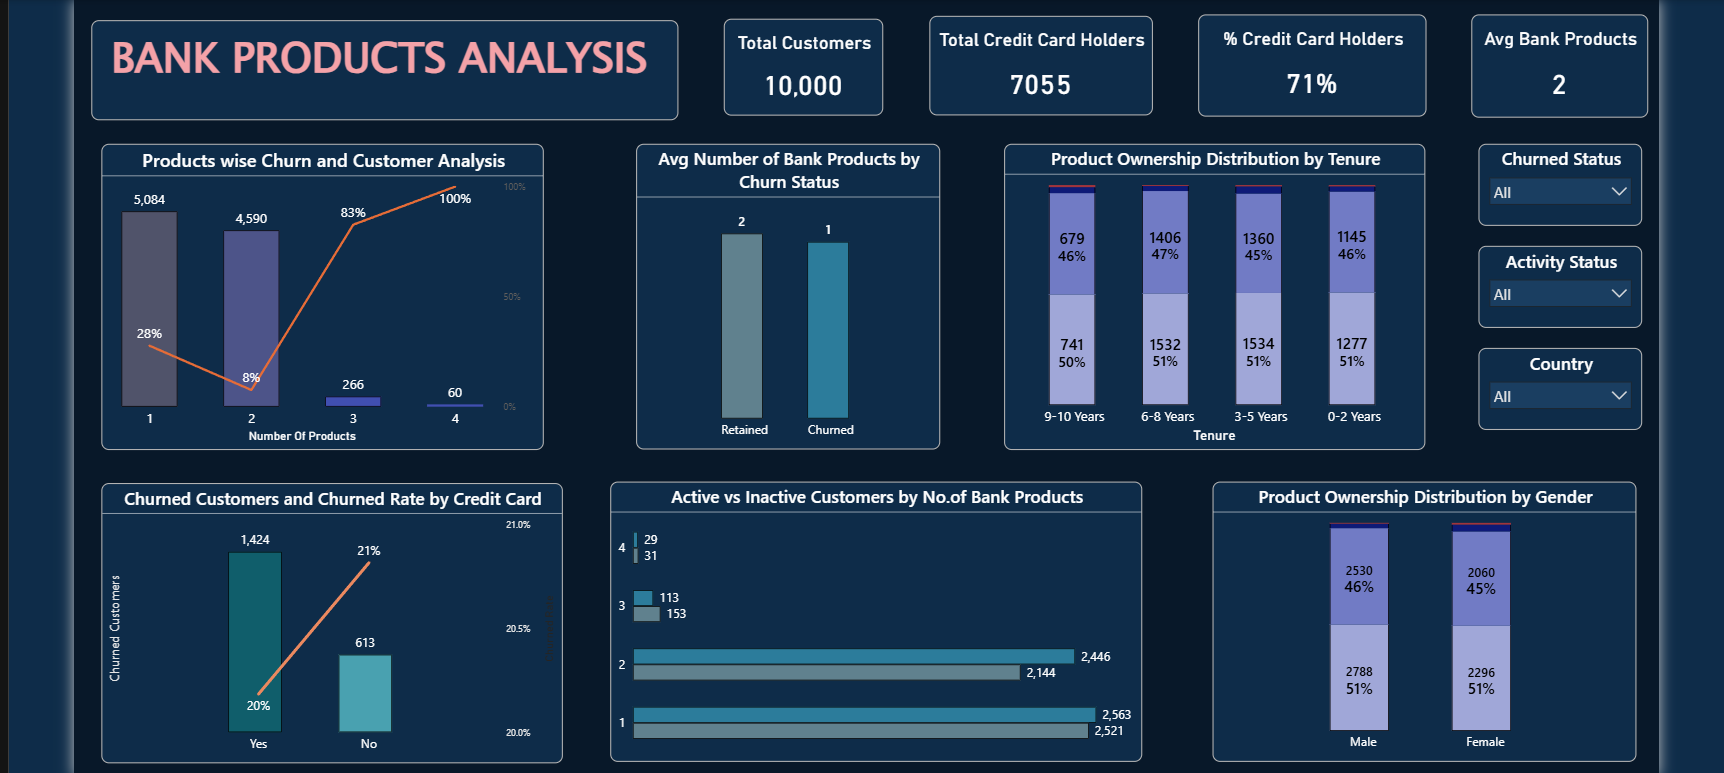 BANK PRODUCTS ANALYSIS
Total Customers
10,000
Total Credit Card Holders
7055
% Credit Card Holders
71%
Avg Bank Products
2
Products wise Churn and Customer Analysis
100%
5,084
4,590
83%
100%
50%
28%
8%
266
60
0%
1
2
3
4
Number Of Products
Avg Number of Bank Products by
Churn Status
2
1
Retained
Churned
Product Ownership Distribution by Tenure
679
46%
1406
47%
1360
45%
1145
46%
741
50%
1532
51%
1534
51%
1277
51%
9-10 Years
6-8 Years
3-5 Years
0-2 Years
Tenure
Churned Status
All
Activity Status
All
Country
All
Churned Customers and Churned Rate by Credit Card
Churned Customers
21.0%
1,424
21%
20.5%
613
20%
20.0%
Yes
No
Active vs Inactive Customers by No.of Bank Products
4
29
31
3
113
153
2
2,446
2,144
1
2,563
2,521
Product Ownership Distribution by Gender
2530
46%
2060
45%
2788
51%
2296
51%
Male
Female